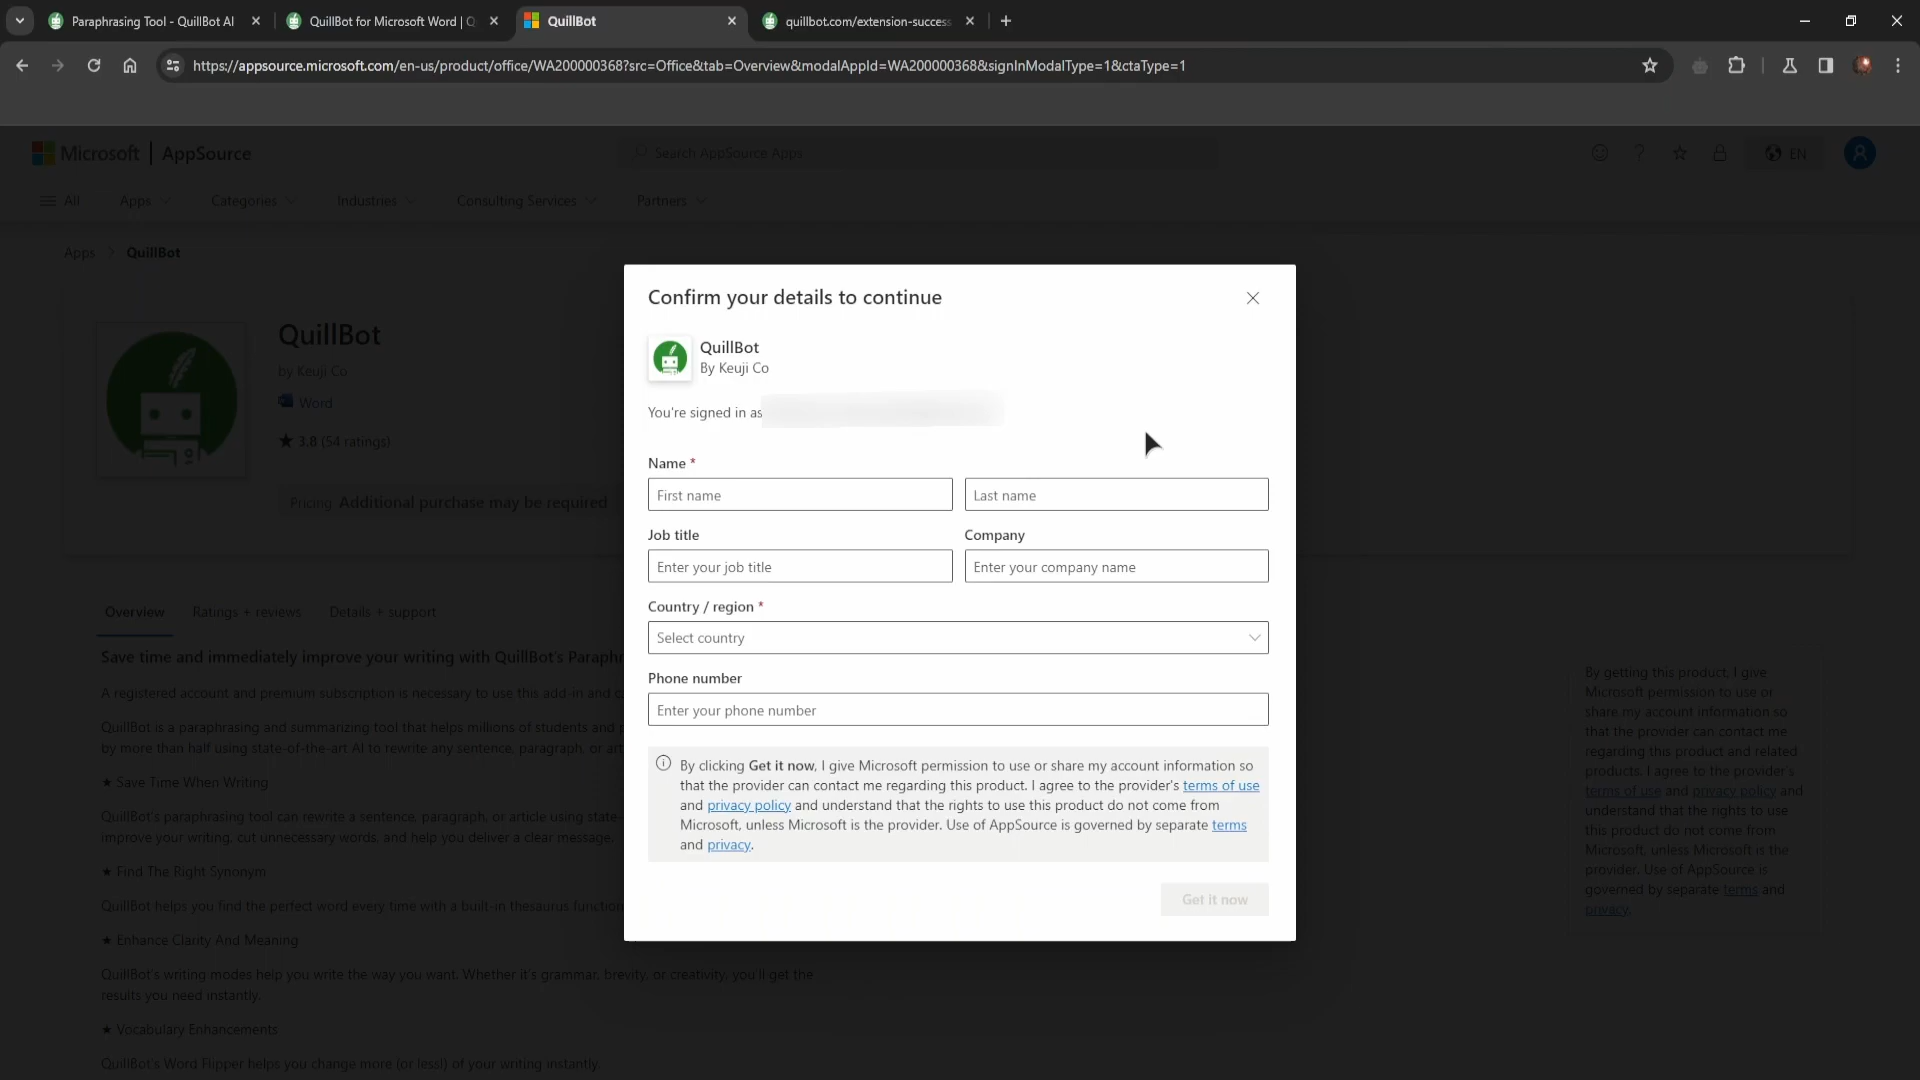 Paraphrasing Tool - QuillBot AI
QuillBot for Microsoft Word | Q
QuillBot
quillbot.com/extension-success
https://appsource.microsoft.com/en-us/product/office/WA200000368?src=Office&tab=Overview&modalAppId=WA200000368&signInModalType=1&ctaType=1
Microsoft | AppSource
Search AppSource Apps
EN
All
Apps
Categories
Industries
Consulting Services
Partners
Apps > QuillBot
QuillBot
by Keuji Co
Word
★ 3.8 (54 ratings)
Pricing Additional purchase may be required
Overview
Ratings + reviews
Details + support
Save time and immediately improve your writing with QuillBot's Paraphr
A registered account and premium subscription is necessary to use this add-in and c
QuillBot is a paraphrasing and summarizing tool that helps millions of students and p
by more than half using state-of-the-art AI to rewrite any sentence, paragraph, or art
★ Save Time When Writing
QuillBot's paraphrasing tool can rewrite a sentence, paragraph, or article using state-
improve your writing, cut unnecessary words, and help you deliver a clear message.
★ Find The Right Synonym
QuillBot helps you find the perfect word every time with a built-in thesaurus function
★ Enhance Clarity And Meaning
QuillBot's writing modes help you write the way you want. Whether it's grammar, brevity, or creativity, you'll get the
results you need instantly.
★ Vocabulary Enhancements
QuillBot's Word Flipper helps you change more (or less!) of your writing instantly.
Confirm your details to continue
QuillBot
By Keuji Co
You're signed in as
Name *
First name
Last name
Job title
Company
Enter your job title
Enter your company name
Country / region *
Select country
Phone number
Enter your phone number
By clicking Get it now, I give Microsoft permission to use or share my account information so
that the provider can contact me regarding this product. I agree to the provider's terms of use
and privacy policy and understand that the rights to use this product do not come from
Microsoft, unless Microsoft is the provider. Use of AppSource is governed by separate terms
and privacy.
Get it now
By getting this product, I give
Microsoft permission to use or
share my account information so
that the provider can contact me
regarding this product and related
products. I agree to the provider's
terms of use and privacy policy and
understand that the rights to use
this product do not come from
Microsoft, unless Microsoft is the
provider. Use of AppSource is
governed by separate terms and
privacy.